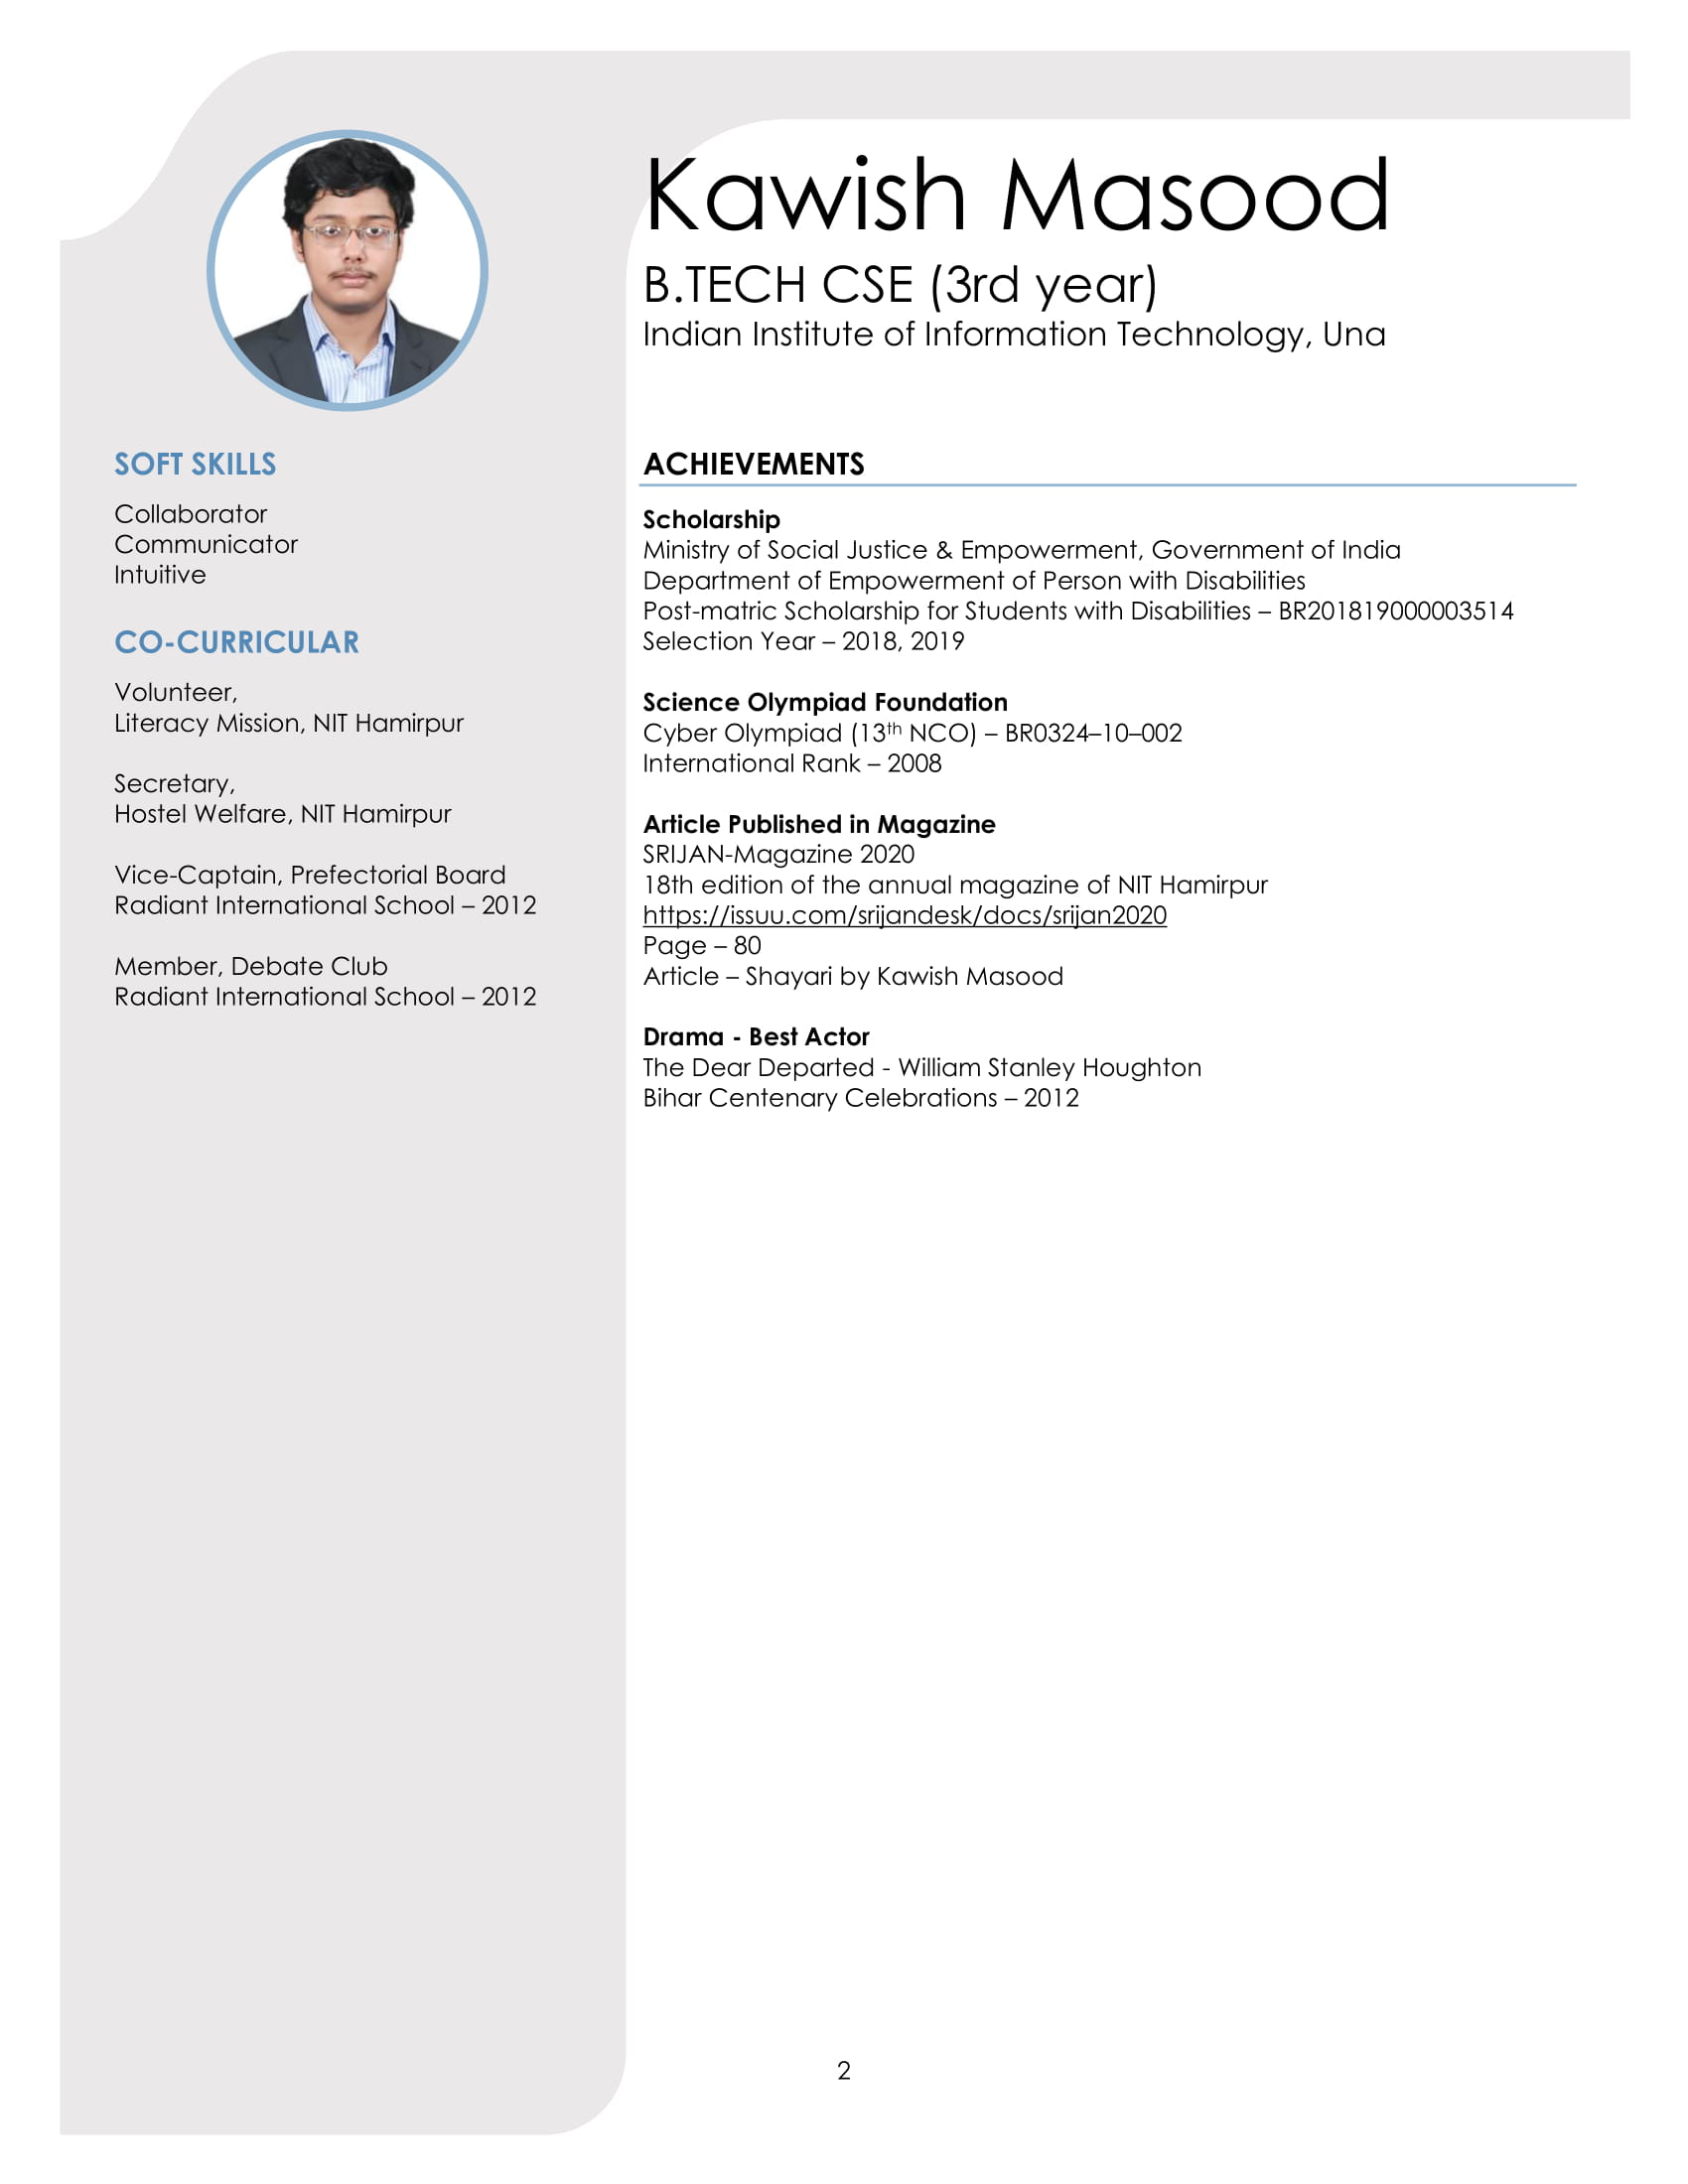 Kawish Masood
B.TECH CSE (3rd year)
Indian Institute of Information Technology, Una
SOFT SKILLS
Collaborator
Communicator
Intuitive
CO-CURRICULAR
Volunteer,
Literacy Mission, NIT Hamirpur
Secretary,
Hostel Welfare, NIT Hamirpur
Vice-Captain, Prefectorial Board
Radiant International School – 2012
Member, Debate Club
Radiant International School – 2012
ACHIEVEMENTS
Scholarship
Ministry of Social Justice & Empowerment, Government of India
Department of Empowerment of Person with Disabilities
Post-matric Scholarship for Students with Disabilities – BR201819000003514
Selection Year – 2018, 2019
Science Olympiad Foundation
Cyber Olympiad (13th NCO) – BR0324–10–002
International Rank – 2008
Article Published in Magazine
SRIJAN-Magazine 2020
18th edition of the annual magazine of NIT Hamirpur
https://issuu.com/srijandesk/docs/srijan2020
Page – 80
Article – Shayari by Kawish Masood
Drama - Best Actor
The Dear Departed - William Stanley Houghton
Bihar Centenary Celebrations – 2012
2